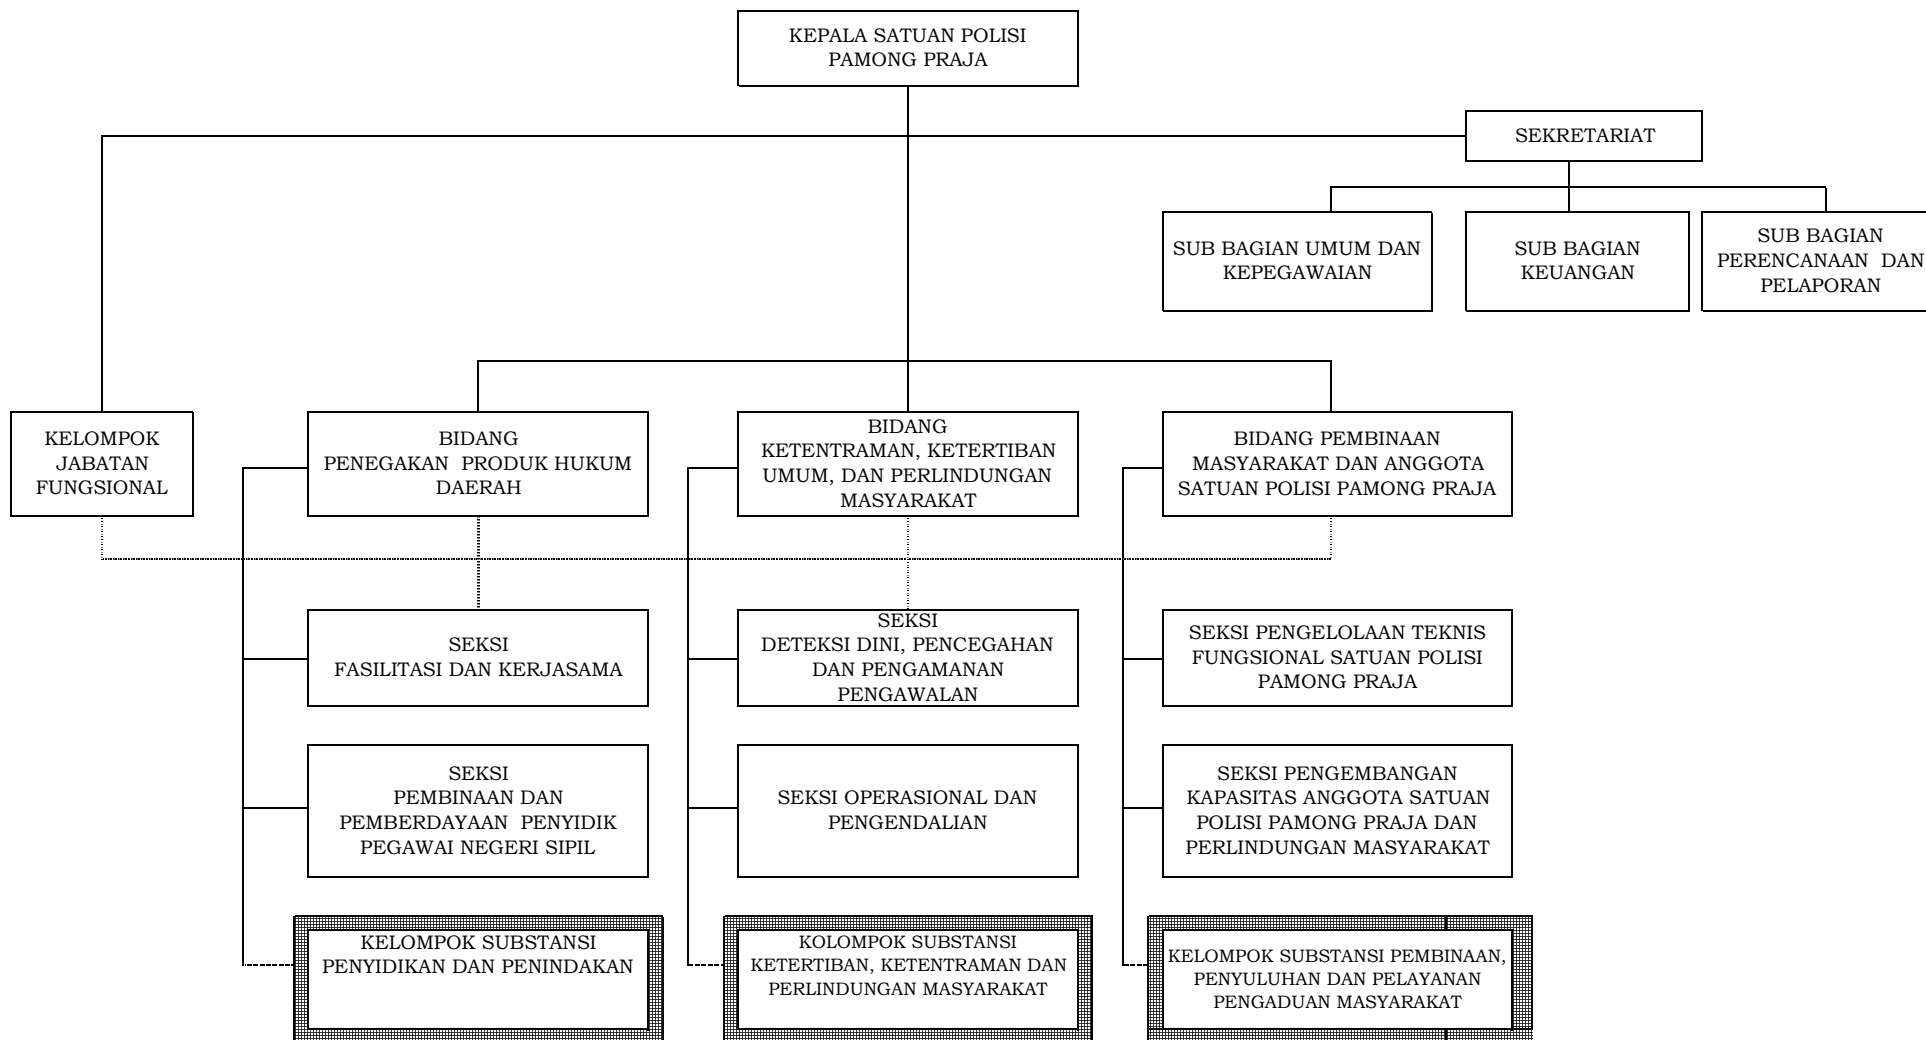 KEPALA SATUAN POLISI
PAMONG PRAJA
SEKRETARIAT
SUB BAGIAN UMUM DAN
KEPEGAWAIAN
SUB BAGIAN
KEUANGAN
SUB BAGIAN
PERENCANAAN DAN
PELAPORAN
KELOMPOK
JABATAN
FUNGSIONAL
BIDANG
PENEGAKAN PRODUK HUKUM
DAERAH
BIDANG
KETENTRAMAN, KETERTIBAN
UMUM, DAN PERLINDUNGAN
MASYARAKAT
BIDANG PEMBINAAN
MASYARAKAT DAN ANGGOTA
SATUAN POLISI PAMONG PRAJA
SEKSI
FASILITASI DAN KERJASAMA
SEKSI
DETEKSI DINI, PENCEGAHAN
DAN PENGAMANAN
PENGAWALAN
SEKSI PENGELOLAAN TEKNIS
FUNGSIONAL SATUAN POLISI
PAMONG PRAJA
SEKSI
PEMBINAAN DAN
PEMBERDAYAAN PENYIDIK
PEGAWAI NEGERI SIPIL
SEKSI OPERASIONAL DAN
PENGENDALIAN
SEKSI PENGEMBANGAN
KAPASITAS ANGGOTA SATUAN
POLISI PAMONG PRAJA DAN
PERLINDUNGAN MASYARAKAT
KELOMPOK SUBSTANSI
PENYIDIKAN DAN PENINDAKAN
KOLOMPOK SUBSTANSI
KETERTIBAN, KETENTRAMAN DAN
PERLINDUNGAN MASYARAKAT
KELOMPOK SUBSTANSI PEMBINAAN,
PENYULUHAN DAN PELAYANAN
PENGADUAN MASYARAKAT